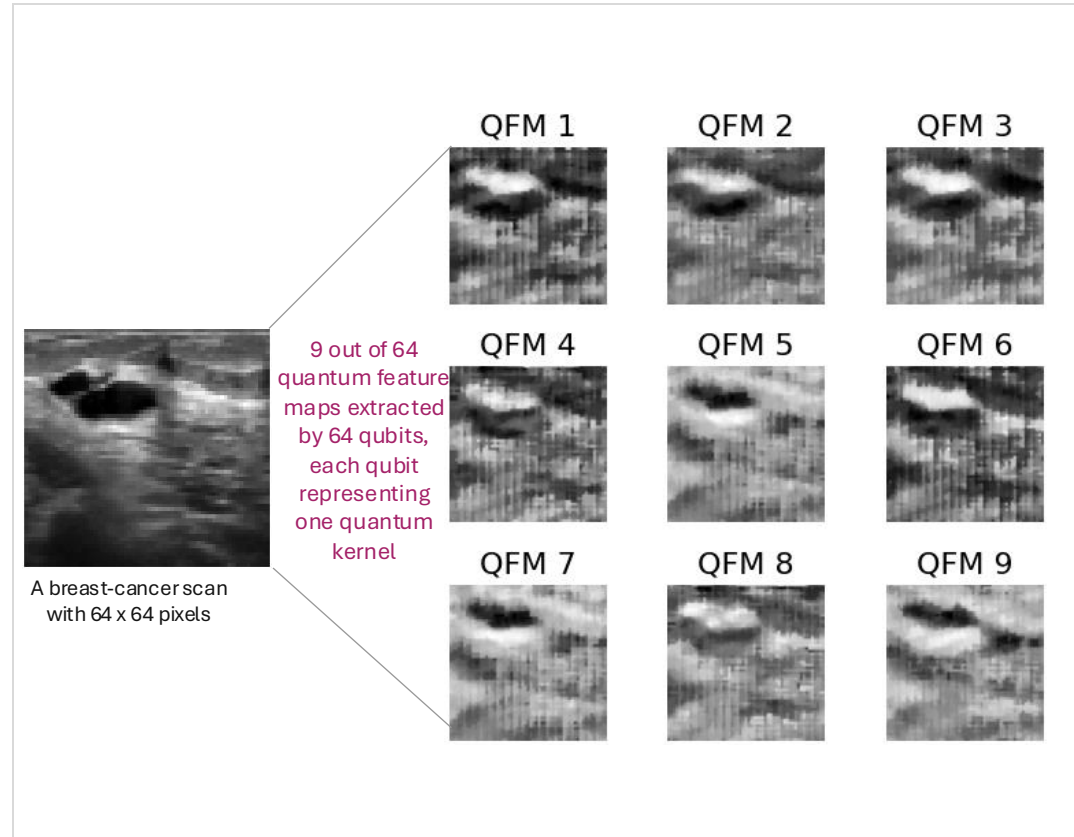 QFM 1
QFM 2
QFM 3
9 out of 64
quantum feature
maps extracted
by 64 qubits,
each qubit
representing
one quantum
kernel
QFM 4
QFM 5
QFM 6
A breast-cancer scan
with 64 x 64 pixels
QFM 7
QFM 8
QFM 9